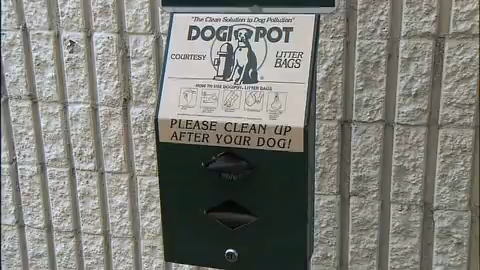 "The Clean Solution to Dog Pollution"
DOGIPOT
COURTESY LITTER BAGS
HOW TO USE DOGIPOT LITTER BAGS
PLEASE CLEAN UP
AFTER YOUR DOG!